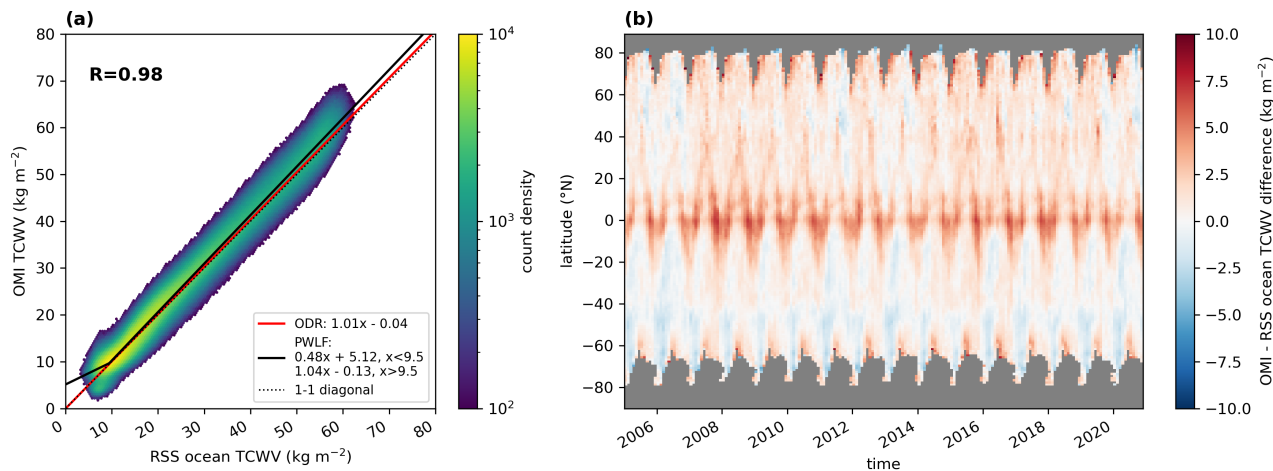 (a)
80
70
60
50
40
30
20
10
0
OMI TCWV (kg m⁻²)
R=0.98
ODR: 1.01x - 0.04
PWLF:
0.48x + 5.12, x<9.5
1.04x - 0.13, x>9.5
1-1 diagonal
0 10 20 30 40 50 60 70 80
RSS ocean TCWV (kg m⁻²)
10⁴
10³
10²
count density
(b)
80
60
40
20
0
−20
−40
−60
−80
latitude (°N)
2006 2008 2010 2012 2014 2016 2018 2020
time
10.0
7.5
5.0
2.5
0.0
−2.5
−5.0
−7.5
−10.0
OMI - RSS ocean TCWV difference (kg m⁻²)